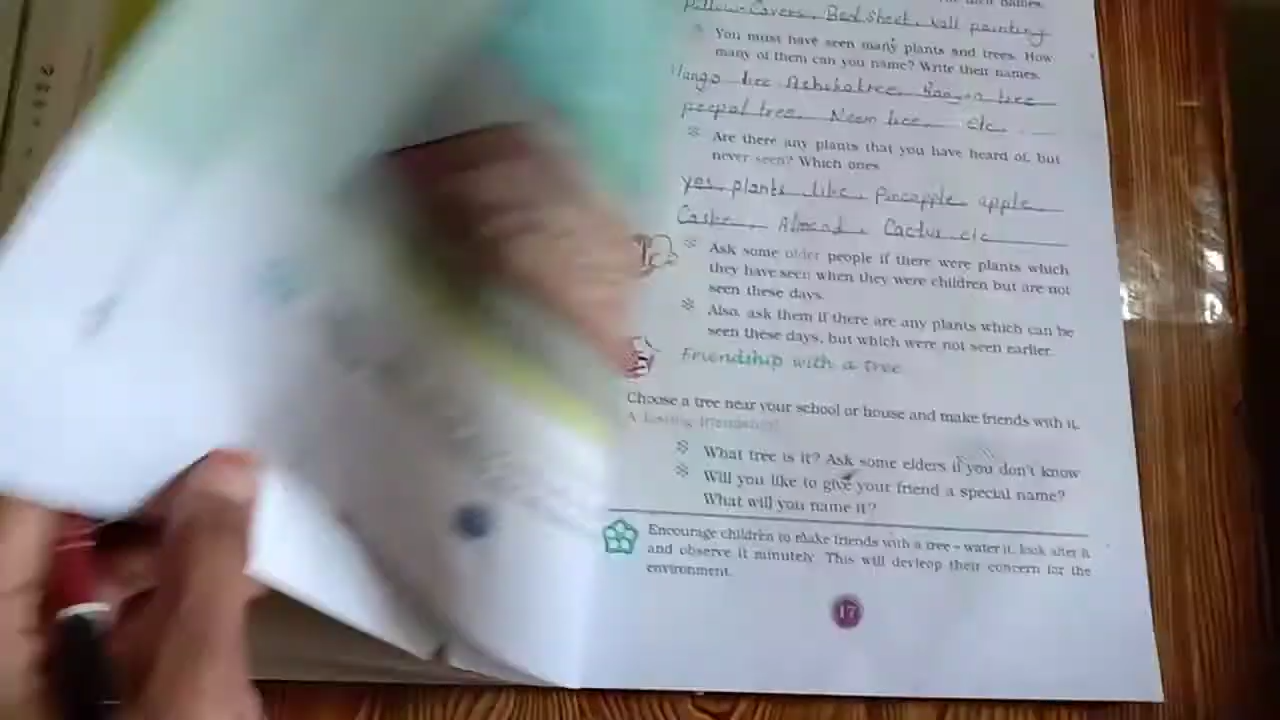 their names.
Pillow-Covers, Bed Sheet, wall painting
※ You must have seen many plants and trees. How
many of them can you name? Write their names.
Mango tree tree, Banyan tree
peepal tree, Neem tree etc.
※ Are there any plants that you have heard of, but
never seen? Which ones
yes, plants like Pineapple, apple
Almond, Cactus etc
※ Ask some older people if there were plants which
they have seen when they were children but are not
seen these days.
※ Also, ask them if there are any plants which can be
seen these days, but which were not seen earlier.
Friendship with a tree
Choose a tree near your school or house and make friends with it.
A lasting friendship!
※ What tree is it? Ask some elders if you don't know
※ Will you like to give your friend a special name?
What will you name it?
Encourage children to make friends with a tree – water it, look after it
and observe it minutely. This will devleop their concern for the
environment.
17